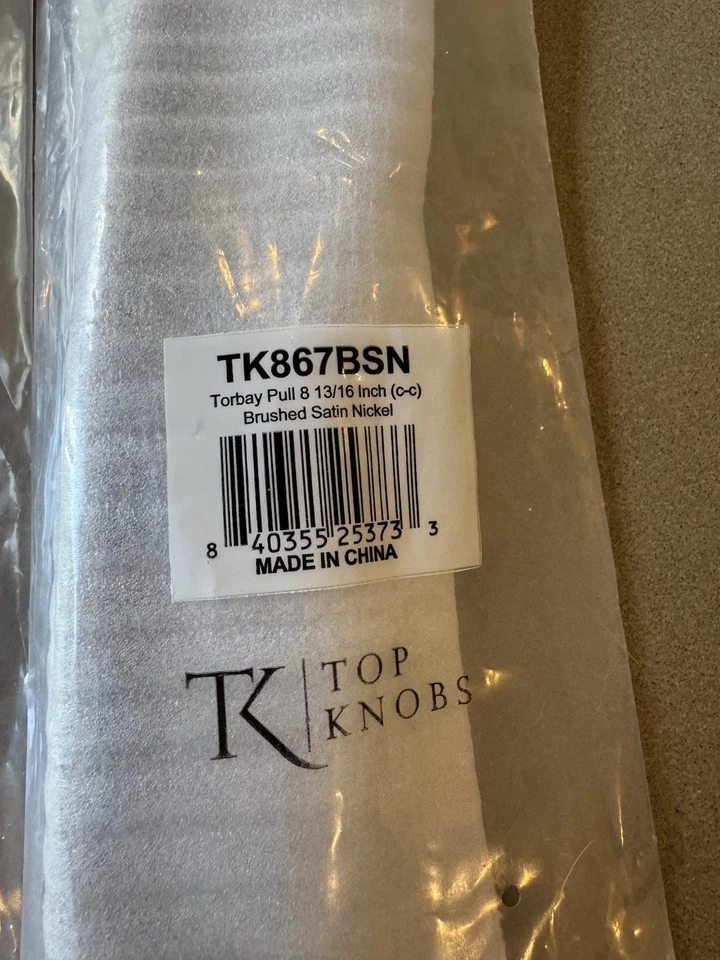 TK867BSN
Torbay Pull 8 13/16 Inch (c-c)
Brushed Satin Nickel
8 40355 25373 3
MADE IN CHINA
TK TOP
KNOBS